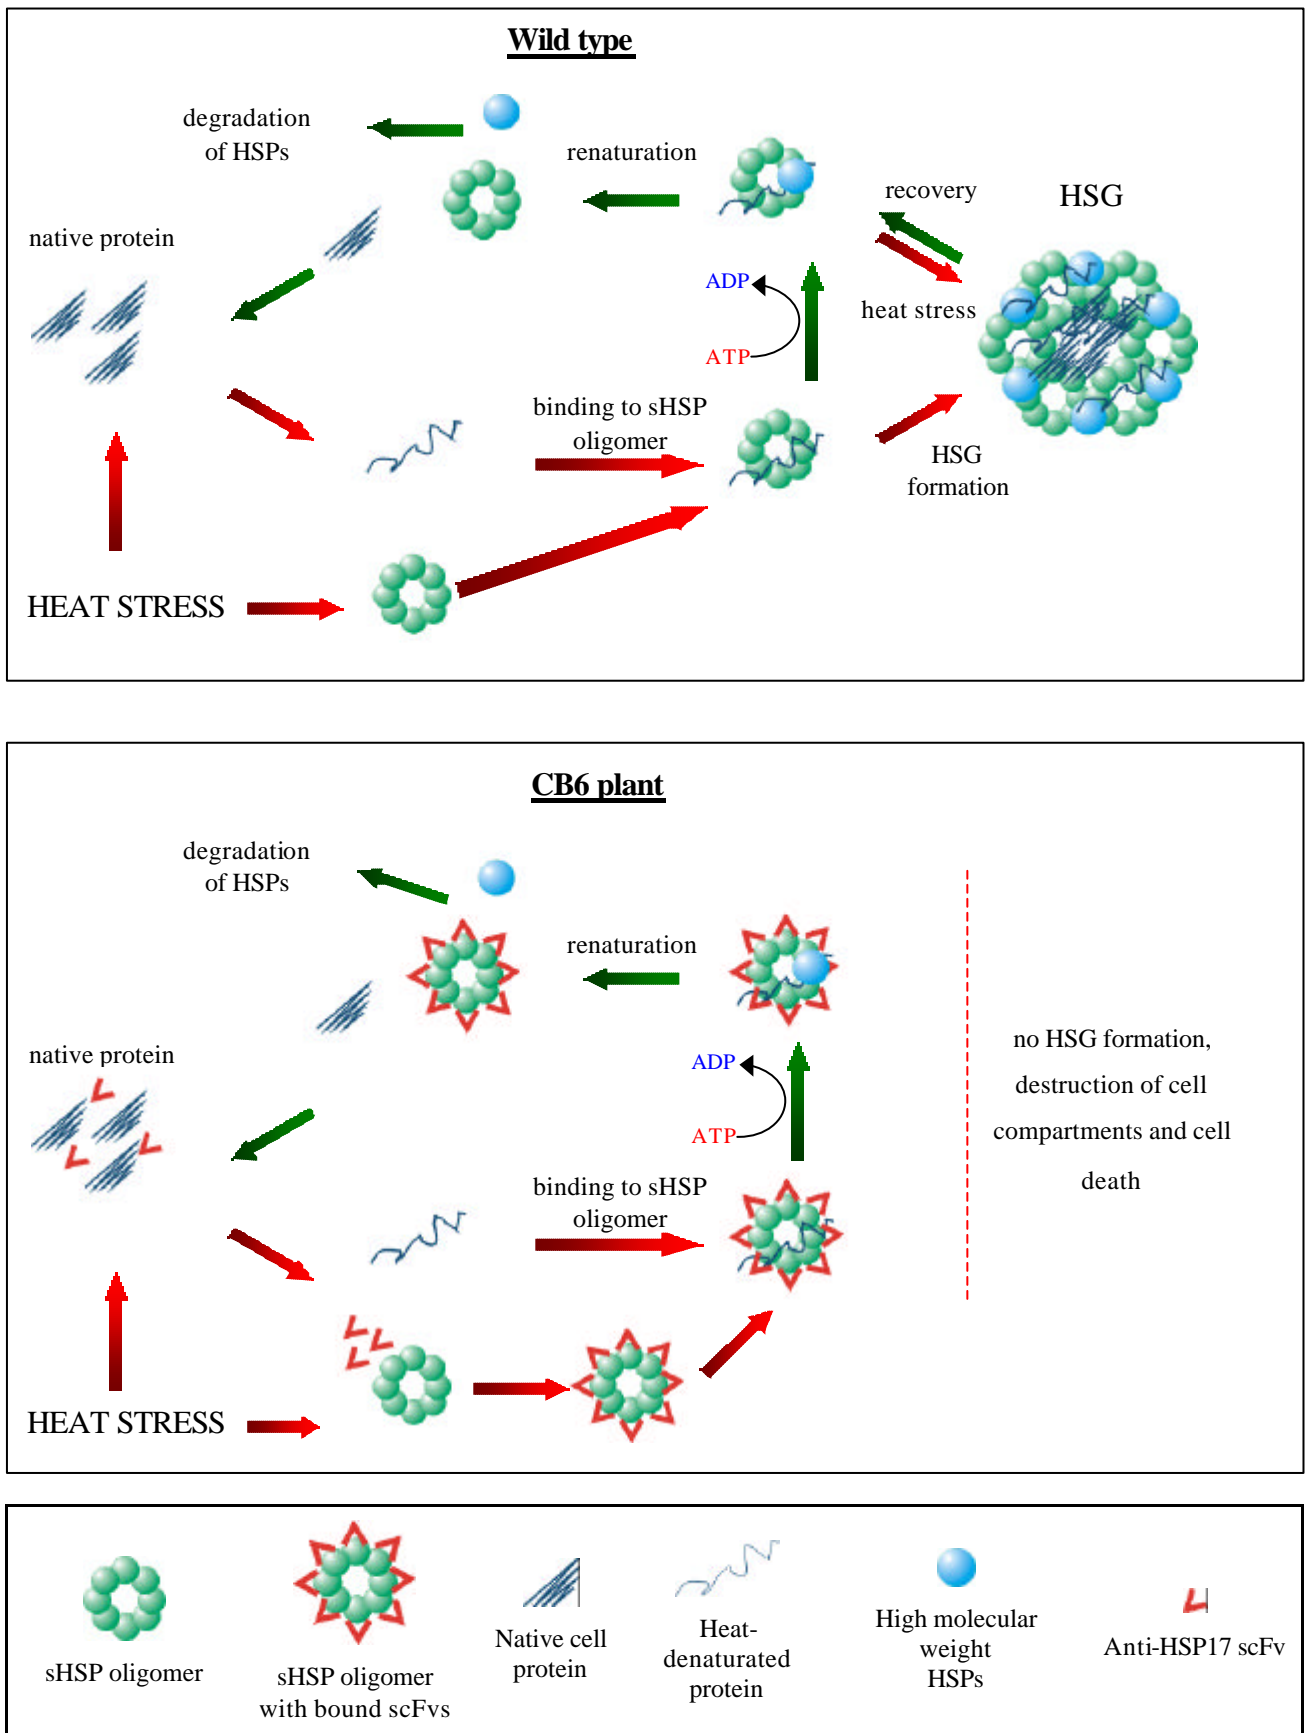 Wild type
degradation
of HSPs
renaturation
recovery
HSG
native protein
ADP
heat stress
ATP
binding to sHSP
oligomer
HSG
formation
HEAT STRESS
CB6 plant
degradation
of HSPs
renaturation
native protein
ADP
ATP
no HSG formation,
destruction of cell
compartments and cell
death
binding to sHSP
oligomer
HEAT STRESS
sHSP oligomer
sHSP oligomer
with bound scFvs
Native cell
protein
Heat-
denaturated
protein
High molecular
weight
HSPs
Anti-HSP17 scFv